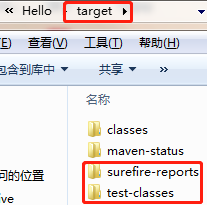 « Hello ▸ target ▸
(E) 查看(V) 工具(T) 帮助(H)
包含到库中 共享
名称
classes
maven-status
surefire-reports
问的位置
test-classes
ive